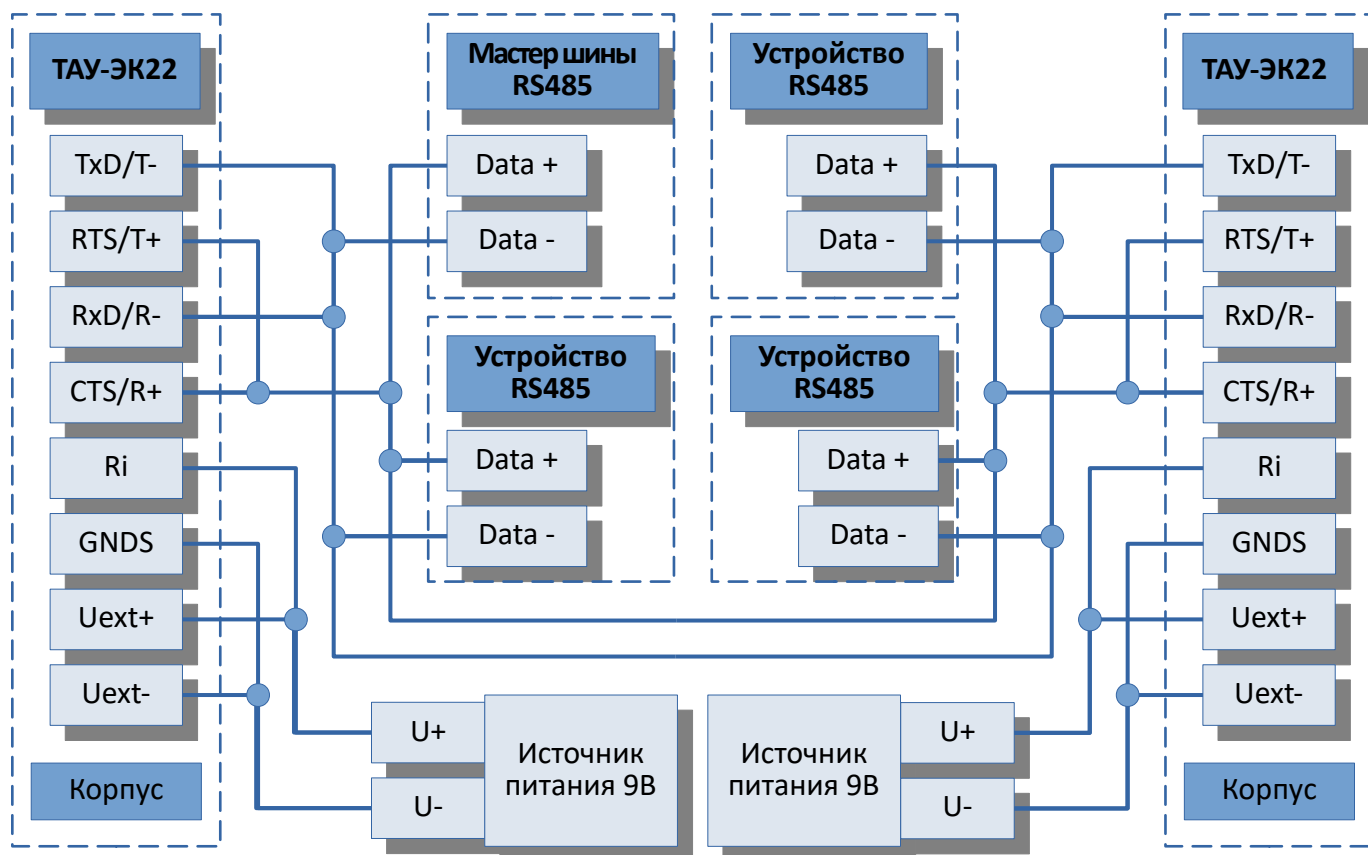 ТАУ-ЭК22
TxD/T-
RTS/T+
RxD/R-
CTS/R+
Ri
GNDS
Uext+
Uext-
Корпус
Мастер шины
RS485
Data +
Data -
Устройство
RS485
Data +
Data -
Устройство
RS485
Data +
Data -
Устройство
RS485
Data +
Data -
U+
U-
Источник
питания 9В
Источник
питания 9В
U+
U-
ТАУ-ЭК22
TxD/T-
RTS/T+
RxD/R-
CTS/R+
Ri
GNDS
Uext+
Uext-
Корпус